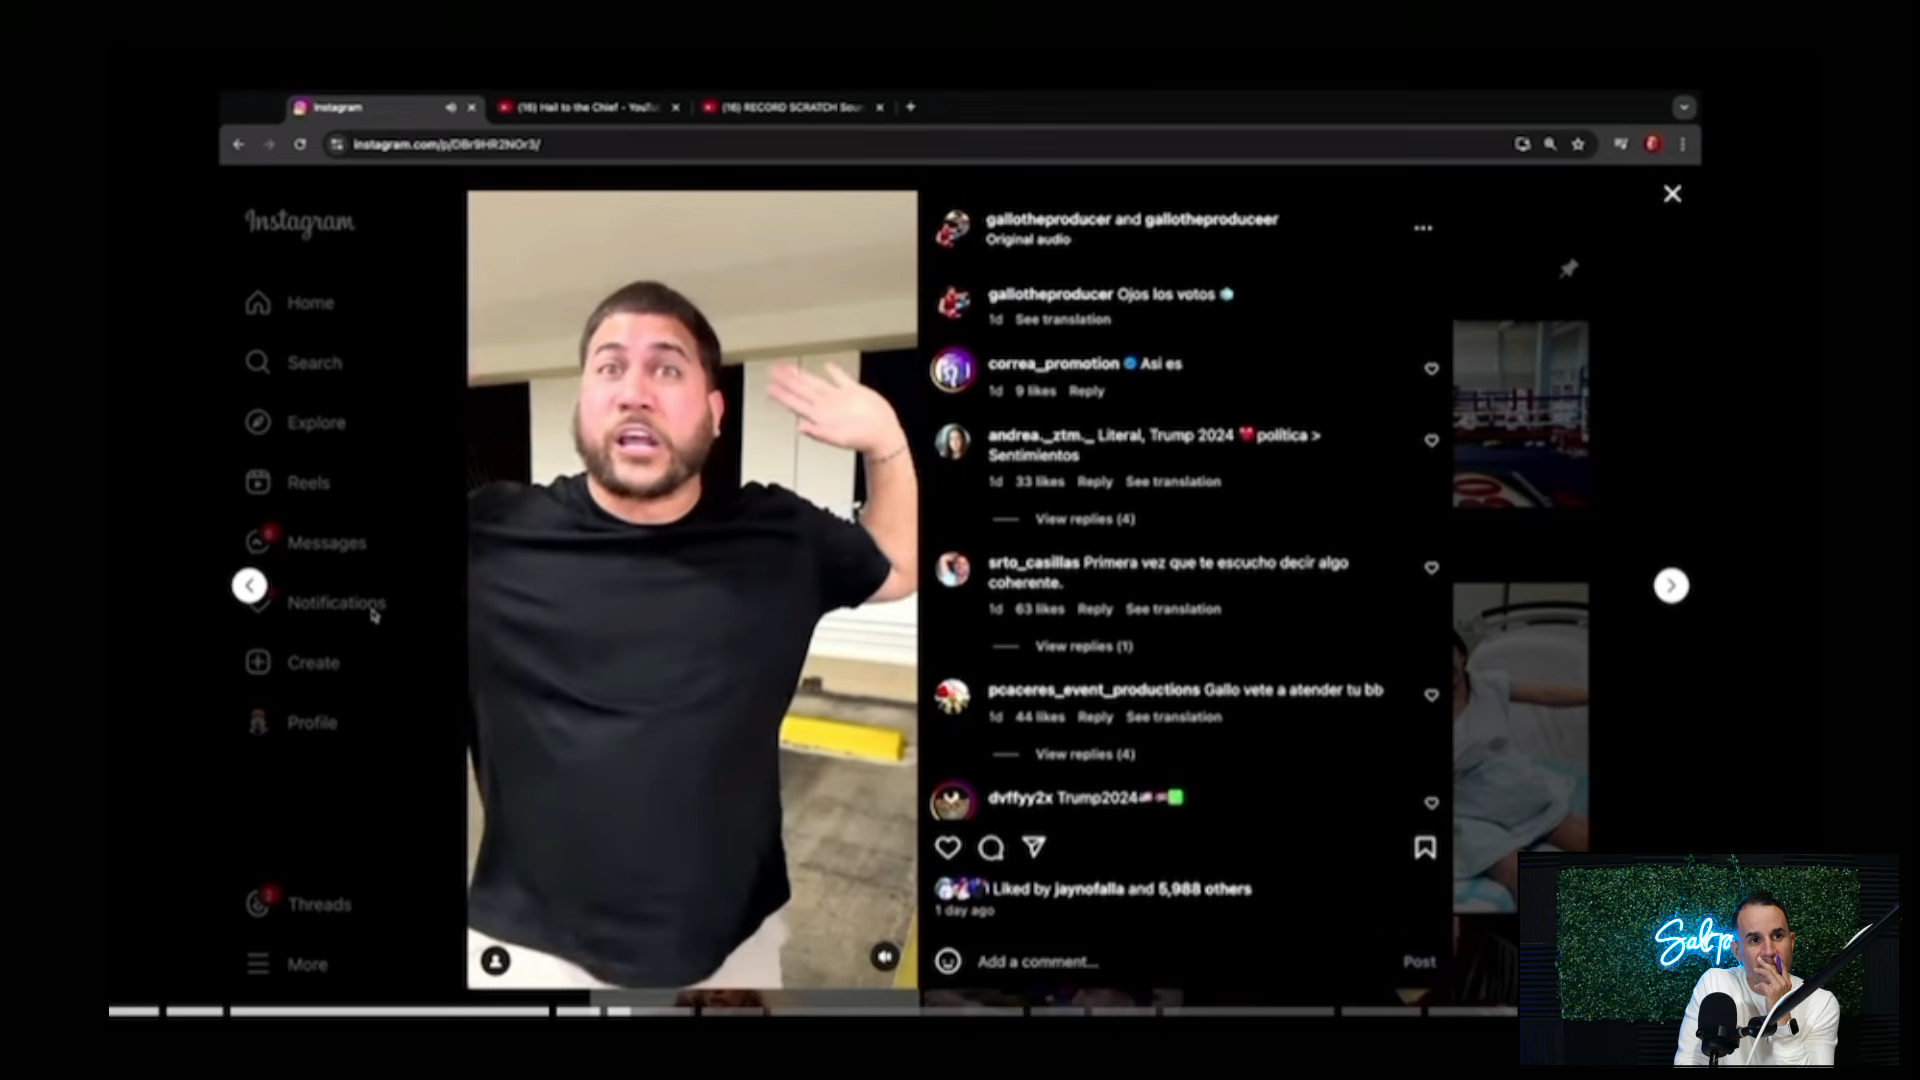 Instagram
(16) Hail to the Chief - YouTu
(16) RECORD SCRATCH Sou
instagram.com/p/DBr9HR2NOr3/
Instagram
Home
Search
Explore
Reels
Messages
Notifications
Create
Profile
Threads
More
gallotheproducer and gallotheproduceer
Original audio
gallotheproducer Ojos los votos
1d See translation
correa_promotion Asi es
1d 9 likes Reply
andrea._ztm._ Literal, Trump 2024 ❤️ política >
Sentimientos
1d 33 likes Reply See translation
View replies (4)
srto_casillas Primera vez que te escucho decir algo
coherente.
1d 63 likes Reply See translation
View replies (1)
pcaceres_event_productions Gallo vete a atender tu bb
1d 44 likes Reply See translation
View replies (4)
dvffyy2x Trump2024
Liked by jaynofalla and 5,988 others
1 day ago
Add a comment...
Post